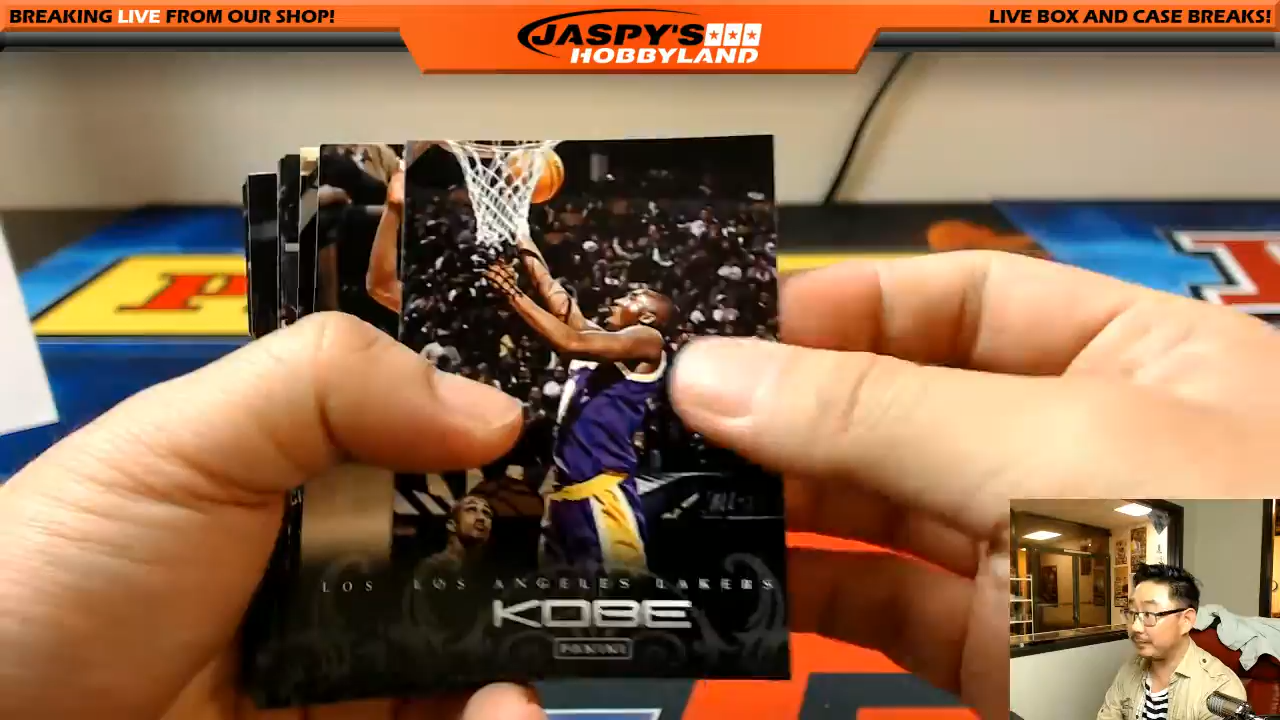 BREAKING LIVE FROM OUR SHOP!
JASPY'S
HOBBYLAND
LIVE BOX AND CASE BREAKS!
LOS
LOS ANGELES LAKERS
KOBE
PANINI